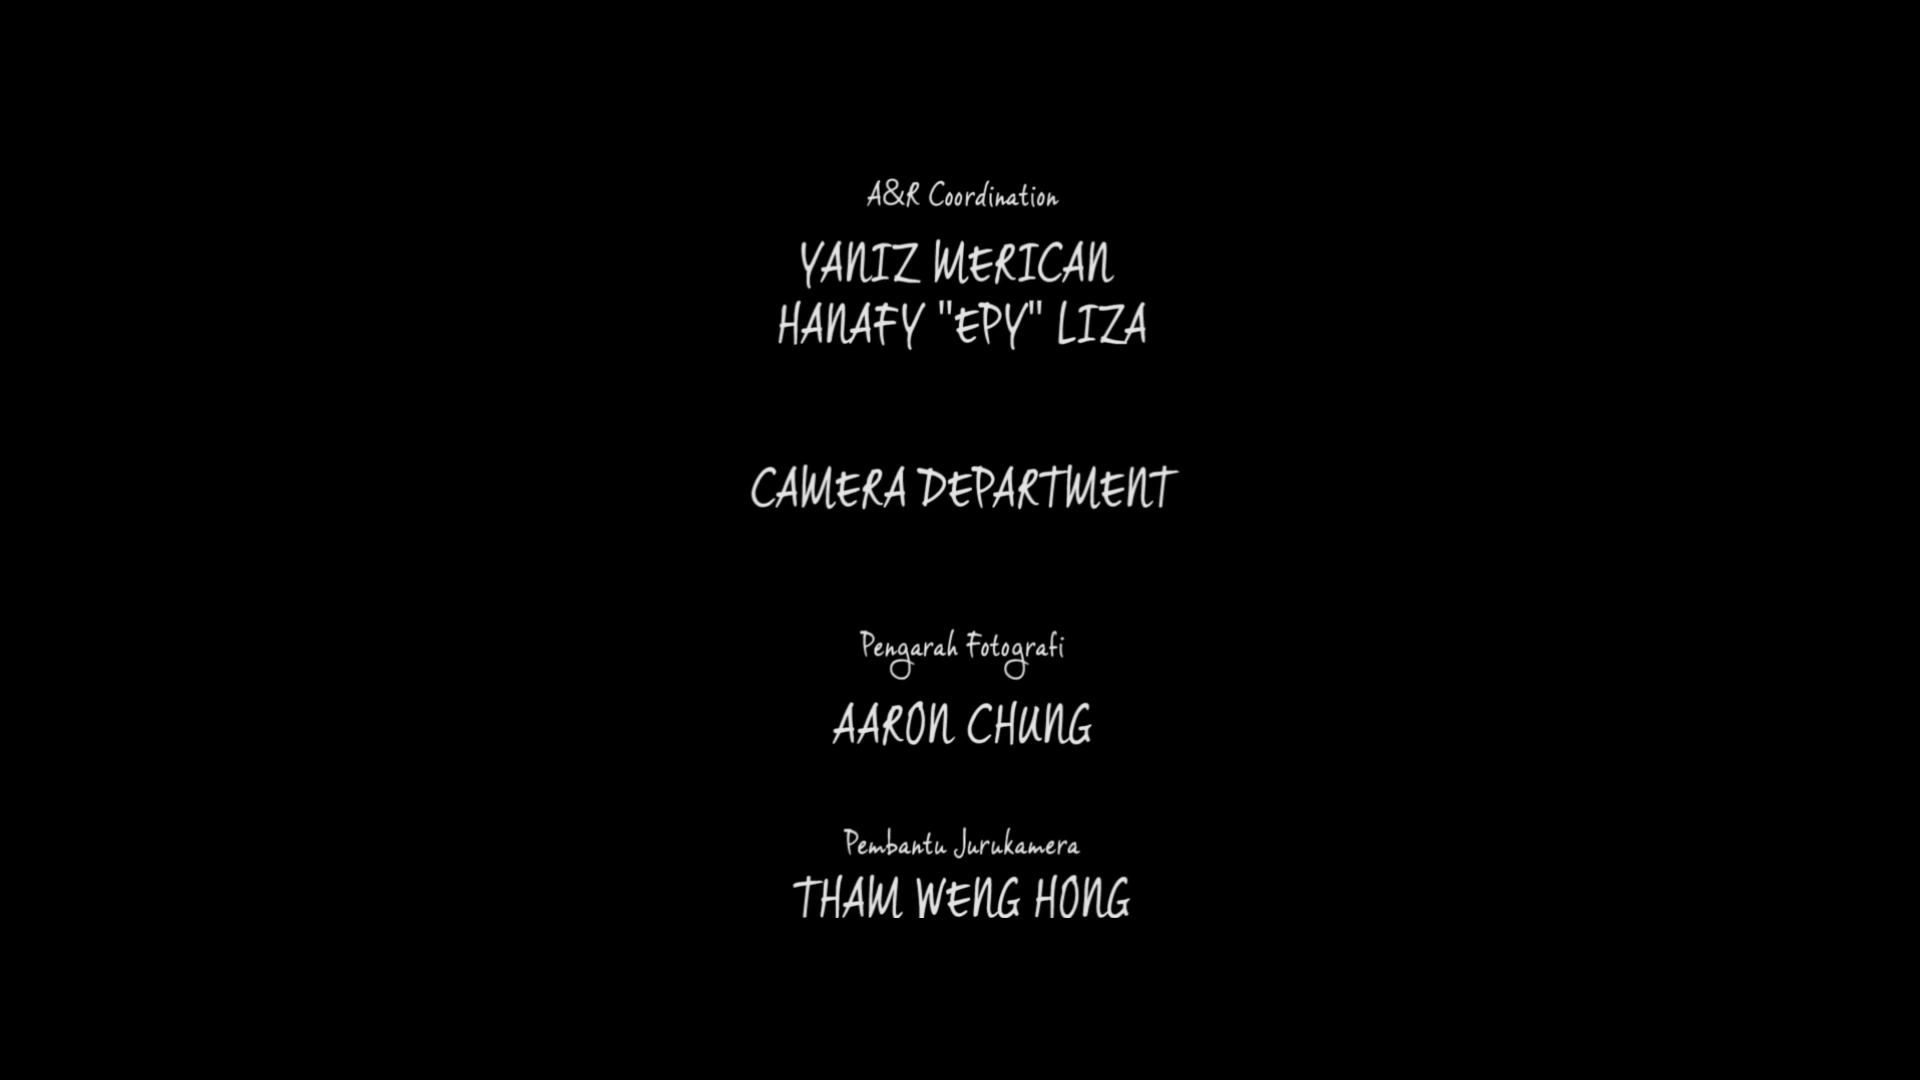 A&R Coordination
YANIZ MERICAN
HANAFY "EPY" LIZA
CAMERA DEPARTMENT
Pengarah Fotografi
AARON CHUNG
Pembantu Jurukamera
THAM WENG HONG